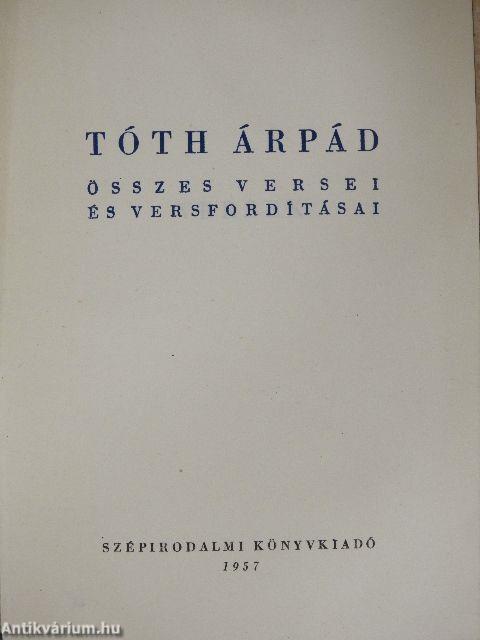 TÓTH ÁRPÁD
ÖSSZES VERSEI
ÉS VERSFORDÍTÁSAI
SZÉPIRODALMI KÖNYVKIADÓ
1957
Antikvárium.hu